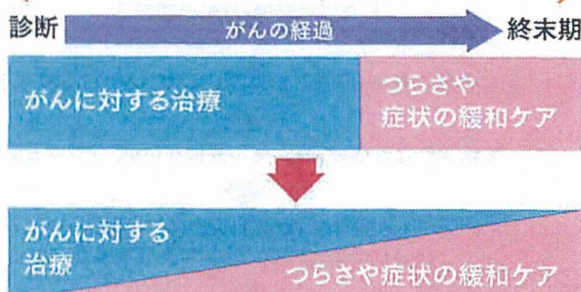 診断 がんの経過 終末期
がんに対する治療
つらさや
症状の緩和ケア
がんに対する
治療
つらさや症状の緩和ケア